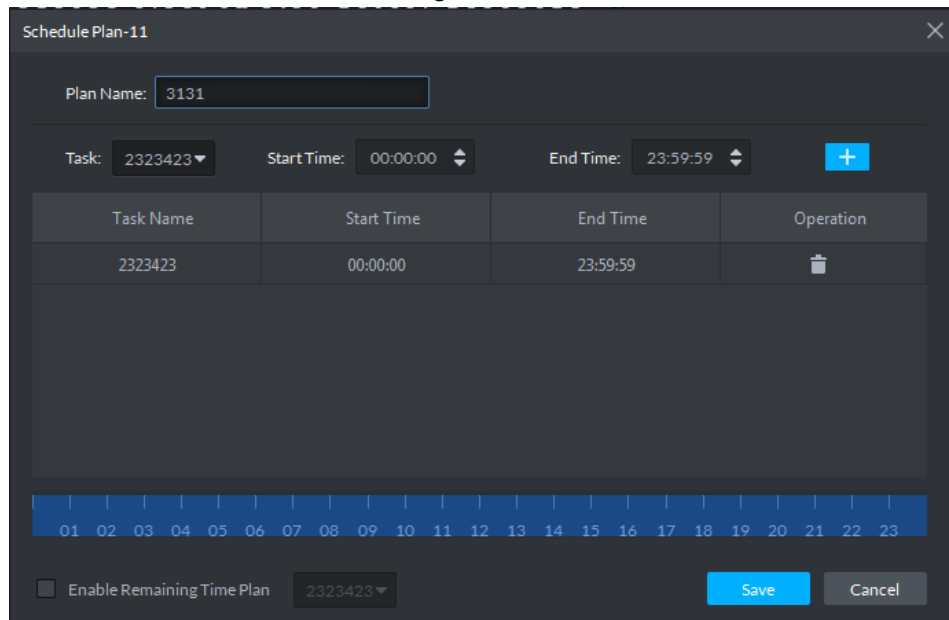 Schedule Plan-11
Plan Name: 3131
Task: 2323423 Start Time: 00:00:00 End Time: 23:59:59 +
Task Name Start Time End Time Operation
2323423 00:00:00 23:59:59
01 02 03 04 05 06 07 08 09 10 11 12 13 14 15 16 17 18 19 20 21 22 23
Enable Remaining Time Plan 2323423 Save Cancel